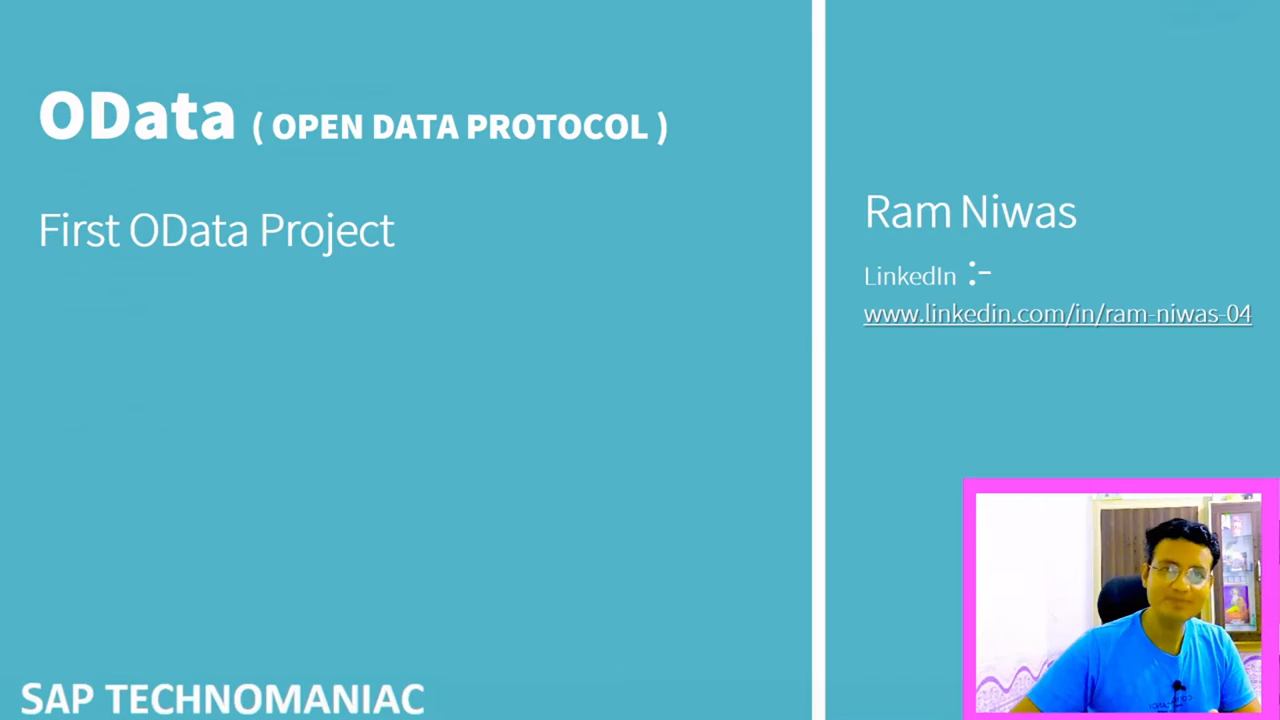 OData ( OPEN DATA PROTOCOL )
First OData Project
Ram Niwas
LinkedIn :-
www.linkedin.com/in/ram-niwas-04
SAP TECHNOMANIAC